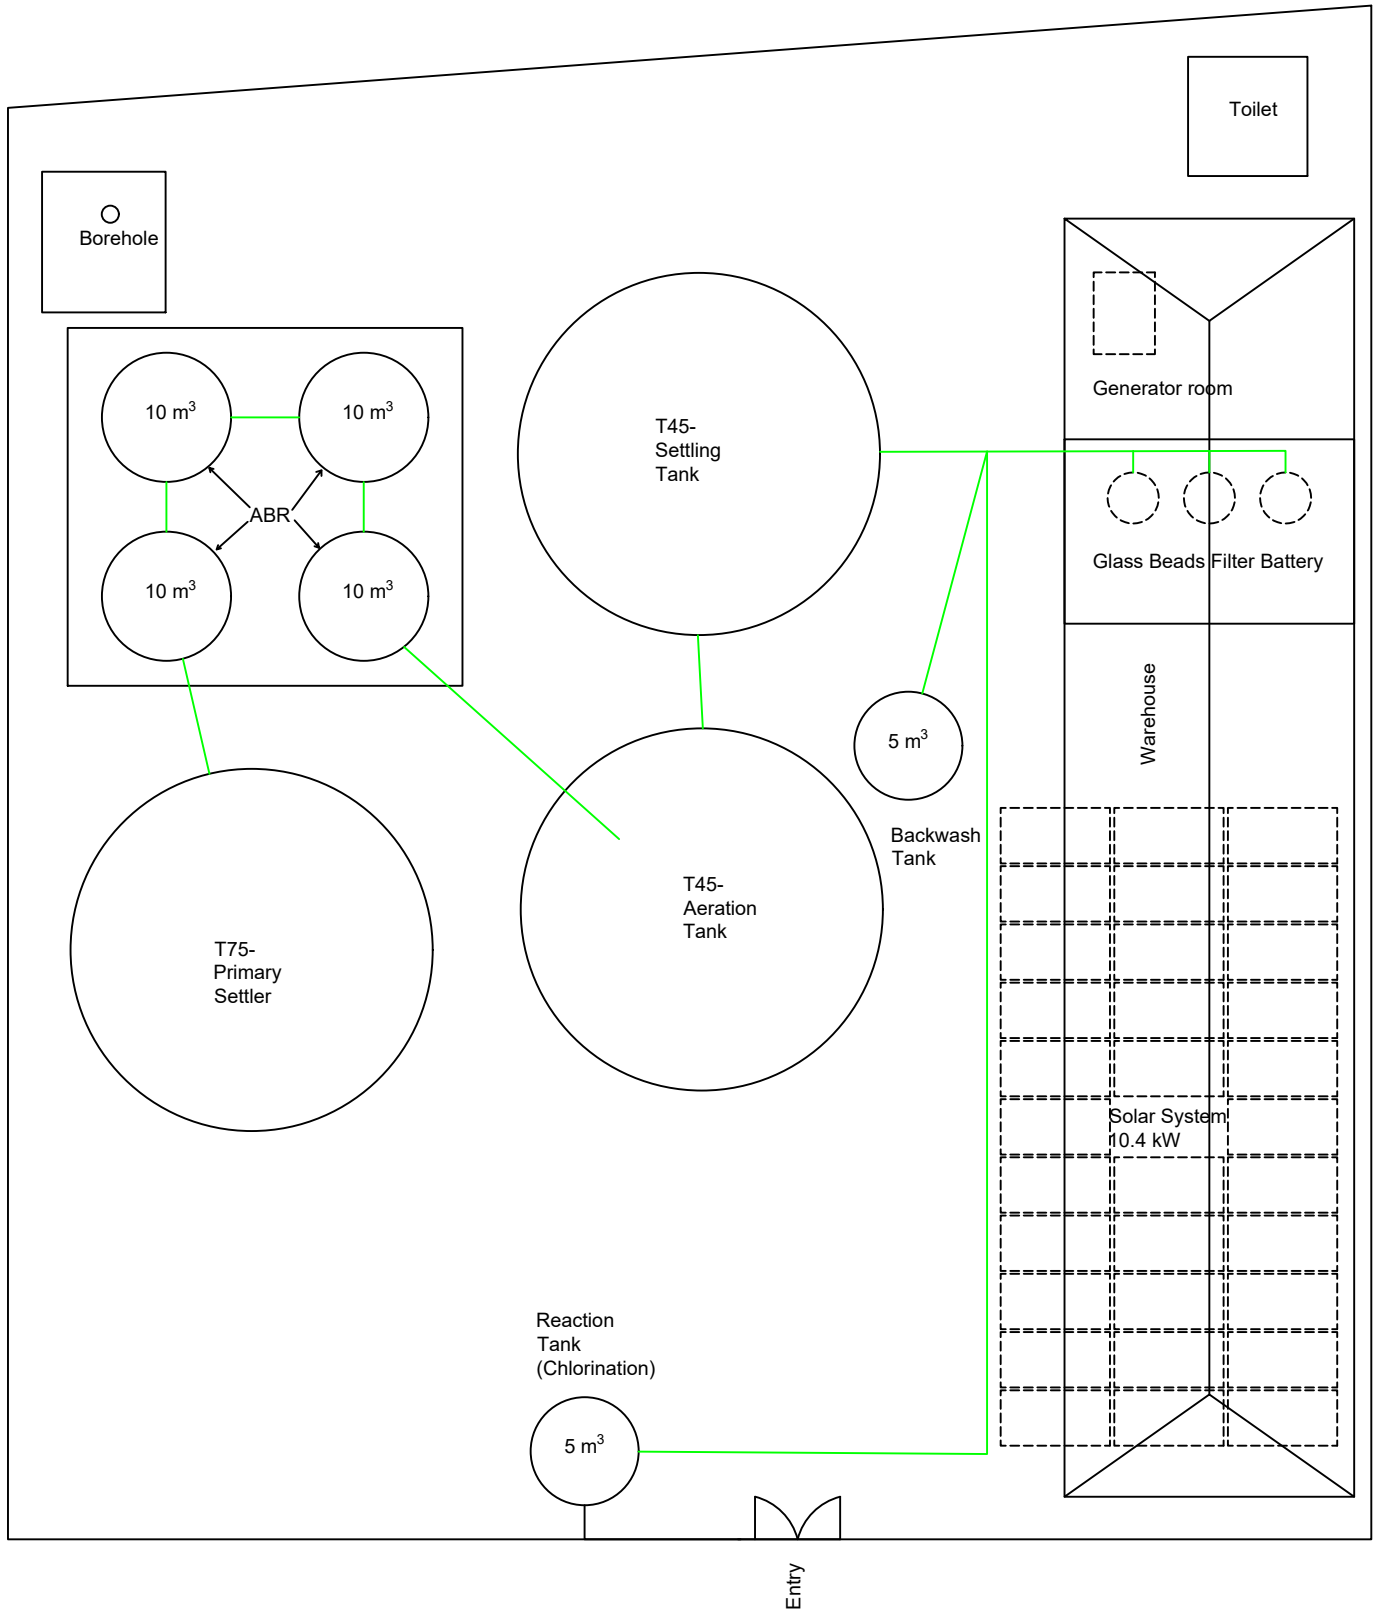 Toilet
Borehole
10 m³
10 m³
ABR
10 m³
10 m³
T45-
Settling
Tank
Generator room
Glass Beads Filter Battery
Warehouse
5 m³
Backwash
Tank
T45-
Aeration
Tank
T75-
Primary
Settler
Solar System
10.4 kW
Reaction
Tank
(Chlorination)
5 m³
Entry